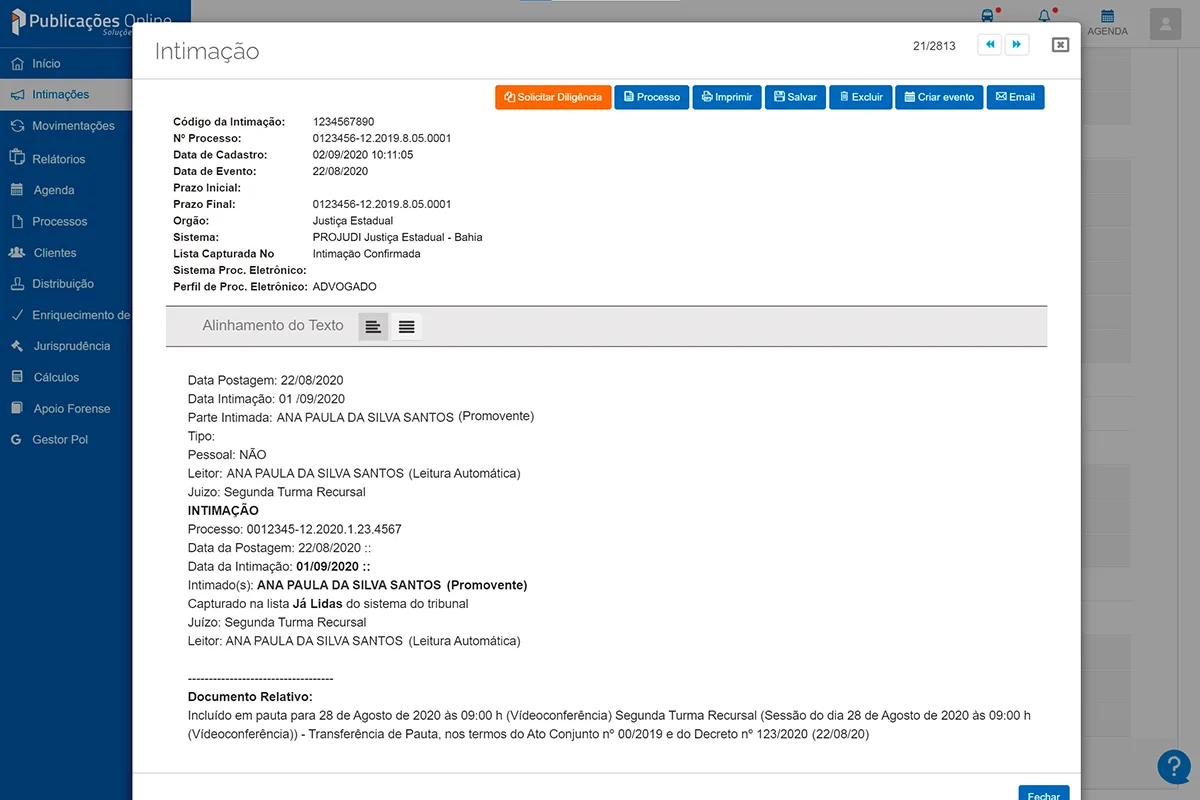 Publicações Online
Soluções
Intimação
21/2813
AGENDA
Início
Intimações
Movimentações
Relátorios
Agenda
Processos
Clientes
Distribuição
Enriquecimento de
Jurisprudência
Cálculos
Apoio Forense
Gestor Pol
Solicitar Diligência Processo Imprimir Salvar Excluir Criar evento Email
Código da Intimação: 1234567890
Nº Processo: 0123456-12.2019.8.05.0001
Data de Cadastro: 02/09/2020 10:11:05
Data de Evento: 22/08/2020
Prazo Inicial:
Prazo Final: 0123456-12.2019.8.05.0001
Orgão: Justiça Estadual
Sistema: PROJUDI Justiça Estadual - Bahia
Lista Capturada No Intimação Confirmada
Sistema Proc. Eletrônico:
Perfil de Proc. Eletrônico: ADVOGADO
Alinhamento do Texto
Data Postagem: 22/08/2020
Data Intimação: 01 /09/2020
Parte Intimada: ANA PAULA DA SILVA SANTOS (Promovente)
Tipo:
Pessoal: NÃO
Leitor: ANA PAULA DA SILVA SANTOS (Leitura Automática)
Juizo: Segunda Turma Recursal
INTIMAÇÃO
Processo: 0012345-12.2020.1.23.4567
Data da Postagem: 22/08/2020 ::
Data da Intimação: 01/09/2020 ::
Intimado(s): ANA PAULA DA SILVA SANTOS (Promovente)
Capturado na lista Já Lidas do sistema do tribunal
Juízo: Segunda Turma Recursal
Leitor: ANA PAULA DA SILVA SANTOS (Leitura Automática)
-----------------------------------
Documento Relativo:
Incluído em pauta para 28 de Agosto de 2020 às 09:00 h (Vídeoconferência) Segunda Turma Recursal (Sessão do dia 28 de Agosto de 2020 às 09:00 h
(Vídeoconferência)) - Transferência de Pauta, nos termos do Ato Conjunto nº 00/2019 e do Decreto nº 123/2020 (22/08/20)
?
Fechar